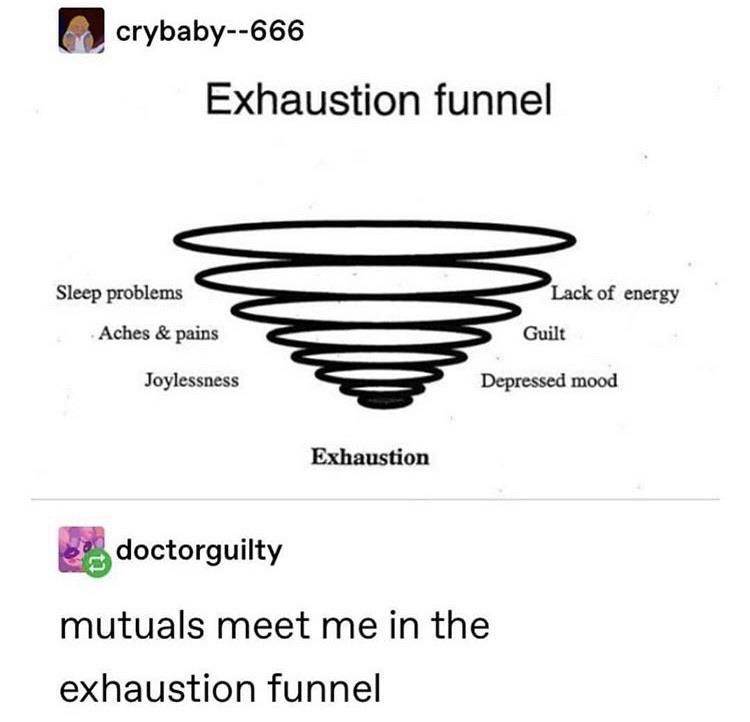 crybaby--666
Exhaustion funnel
Sleep problems
Lack of energy
Aches & pains
Guilt
Joylessness
Depressed mood
Exhaustion
doctorguilty
mutuals meet me in the
exhaustion funnel